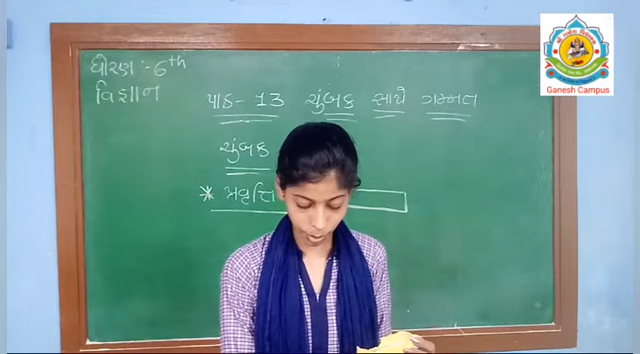 ધોરણ :- 6th
વિજ્ઞાન
પાઠ- 13 ચુંબક સાથે ગમ્મત
ચુંબક
* પ્રવૃત્તિ
Ganesh Campus